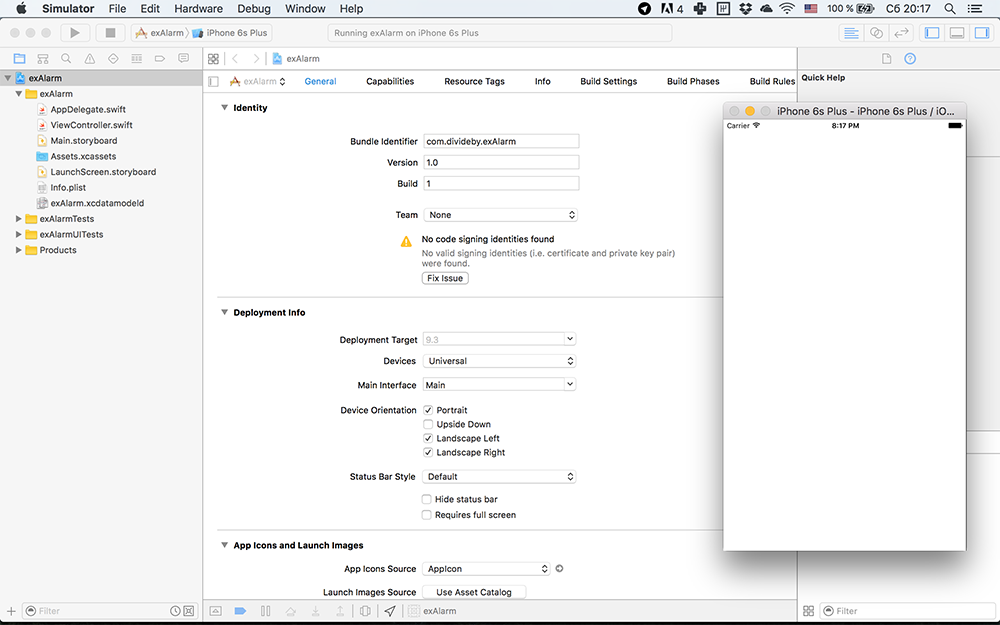 Simulator File Edit Hardware Debug Window Help 4 100 % Сб 20:17
exAlarm iPhone 6s Plus Running exAlarm on iPhone 6s Plus
exAlarm
exAlarm General Capabilities Resource Tags Info Build Settings Build Phases Build Rules
exAlarm
exAlarm
AppDelegate.swift
ViewController.swift
Main.storyboard
Assets.xcassets
LaunchScreen.storyboard
Info.plist
exAlarm.xcdatamodeld
exAlarmTests
exAlarmUITests
Products
Filter
Identity
Bundle Identifier com.divideby.exAlarm
Version 1.0
Build 1
Team None
No code signing identities found
No valid signing identities (i.e. certificate and private key pair)
were found.
Fix Issue
Deployment Info
Deployment Target 9.3
Devices Universal
Main Interface Main
Device Orientation Portrait
Upside Down
Landscape Left
Landscape Right
Status Bar Style Default
Hide status bar
Requires full screen
App Icons and Launch Images
App Icons Source AppIcon
Launch Images Source Use Asset Catalog
exAlarm
Quick Help
iPhone 6s Plus - iPhone 6s Plus / iO...
Carrier 8:17 PM
Filter